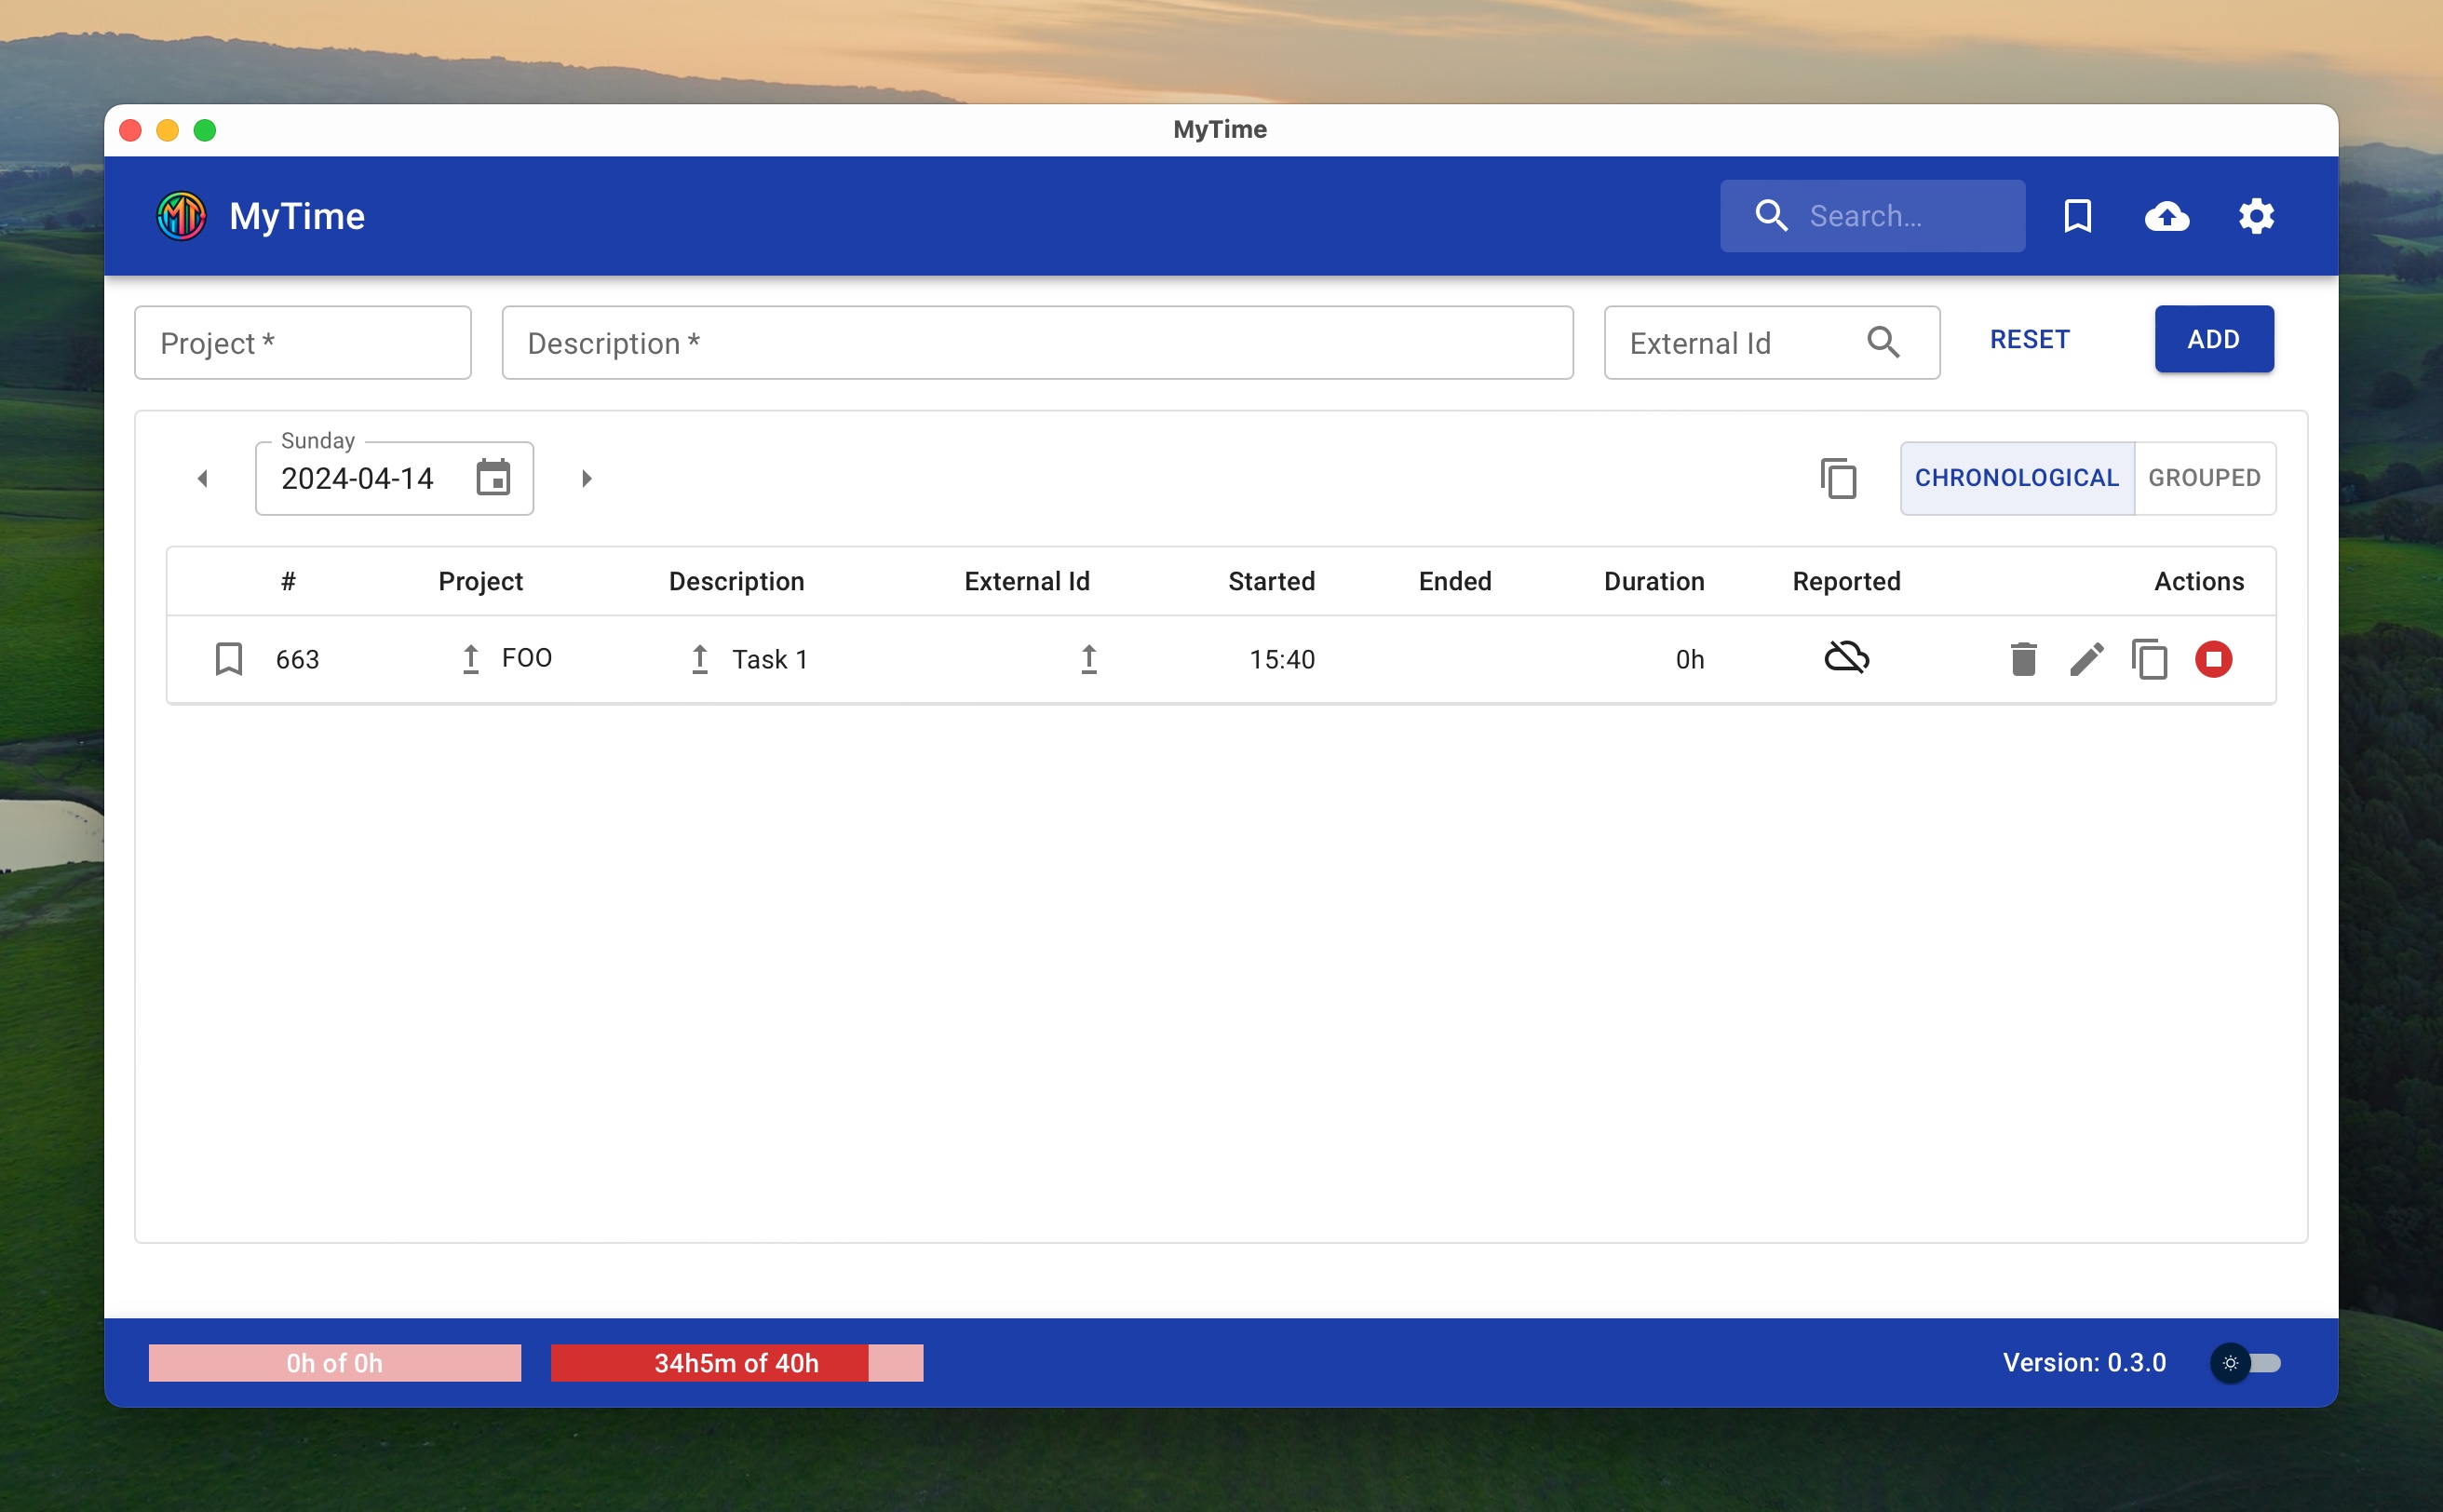 MyTime
MyTime
Search...
Project *
Description *
External Id
RESET
ADD
Sunday
2024-04-14
CHRONOLOGICAL
GROUPED
# Project Description External Id Started Ended Duration Reported Actions
663 FOO Task 1 15:40 0h
0h of 0h
34h5m of 40h
Version: 0.3.0